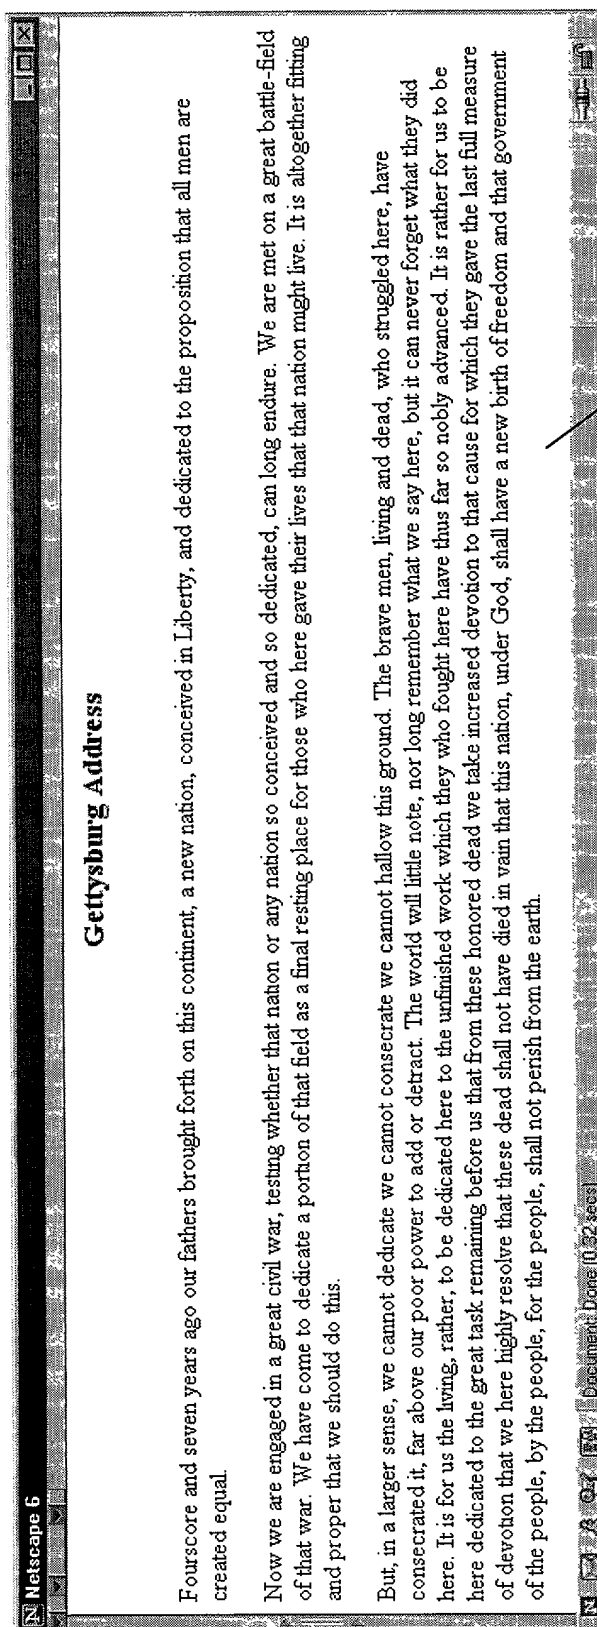 Netscape 6
Gettysburg Address
Fourscore and seven years ago our fathers brought forth on this continent, a new nation, conceived in Liberty, and dedicated to the proposition that all men are
created equal.
Now we are engaged in a great civil war, testing whether that nation or any nation so conceived and so dedicated, can long endure. We are met on a great battle-field
of that war. We have come to dedicate a portion of that field as a final resting place for those who here gave their lives that that nation might live. It is altogether fitting
and proper that we should do this.
But, in a larger sense, we cannot dedicate we cannot consecrate we cannot hallow this ground. The brave men, living and dead, who struggled here, have
consecrated it, far above our poor power to add or detract. The world will little note, nor long remember what we say here, but it can never forget what they did
here. It is for us the living, rather, to be dedicated here to the unfinished work which they who fought here have thus far so nobly advanced. It is rather for us to be
here dedicated to the great task remaining before us that from these honored dead we take increased devotion to that cause for which they gave the last full measure
of devotion that we here highly resolve that these dead shall not have died in vain that this nation, under God, shall have a new birth of freedom and that government
of the people, by the people, for the people, shall not perish from the earth.
Document: Done (0.32 secs)